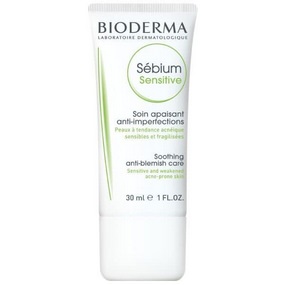 BIODERMA
LABORATOIRE DERMATOLOGIQUE
Sébium
Sensitive
Soin apaisant
anti-imperfections
Peaux à tendance acnéique
sensibles et fragilisées
Soothing
anti-blemish care
Sensitive and weakened
acne-prone skin
30 ml e 1 FL.OZ.